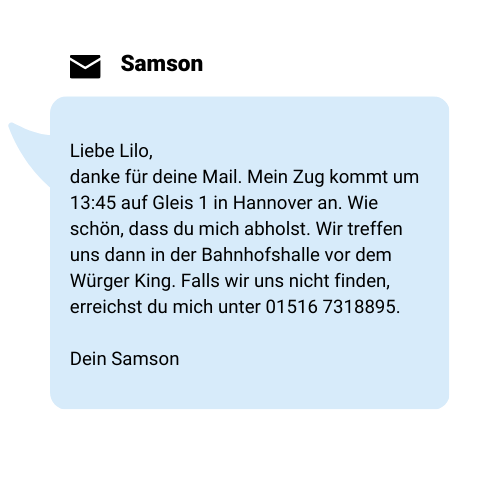 Samson
Liebe Lilo,
danke für deine Mail. Mein Zug kommt um
13:45 auf Gleis 1 in Hannover an. Wie
schön, dass du mich abholst. Wir treffen
uns dann in der Bahnhofshalle vor dem
Würger King. Falls wir uns nicht finden,
erreichst du mich unter 01516 7318895.
Dein Samson